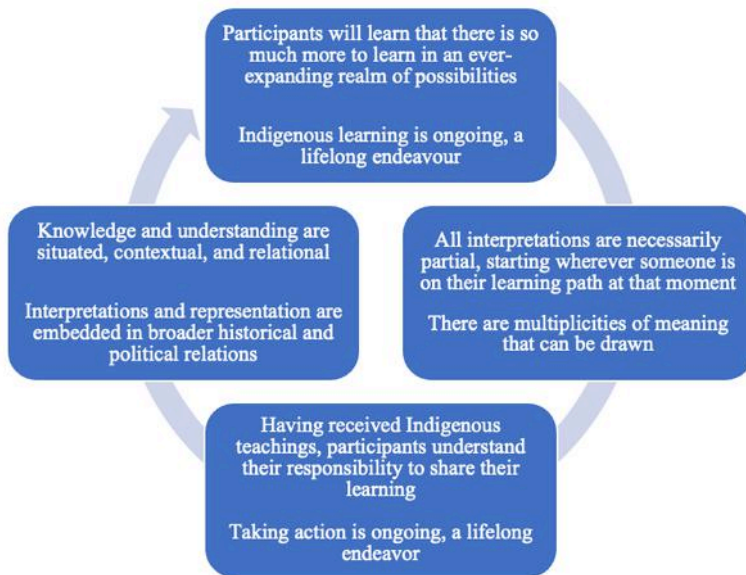 Participants will learn that there is so
much more to learn in an ever-
expanding realm of possibilities
Indigenous learning is ongoing, a
lifelong endeavour
All interpretations are necessarily
partial, starting wherever someone is
on their learning path at that moment
There are multiplicities of meaning
that can be drawn
Having received Indigenous
teachings, participants understand
their responsibility to share their
learning
Taking action is ongoing, a lifelong
endeavor
Knowledge and understanding are
situated, contextual, and relational
Interpretations and representation are
embedded in broader historical and
political relations